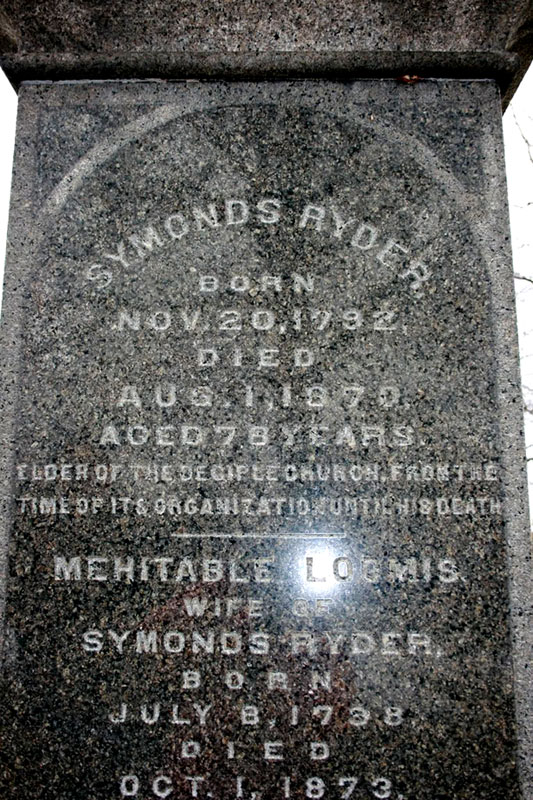 SYMONDS RYDER,
BORN
NOV. 20, 1792,
DIED
AUG. 1, 1870,
AGED 78 YEARS.
ELDER OF THE DECIPLE CHURCH, FROM THE
TIME OF ITS ORGANIZATION UNTIL HIS DEATH
MEHITABLE LOOMIS
WIFE OF
SYMONDS RYDER,
BORN
JULY 8, 1798
DIED
OCT. 1, 1873,